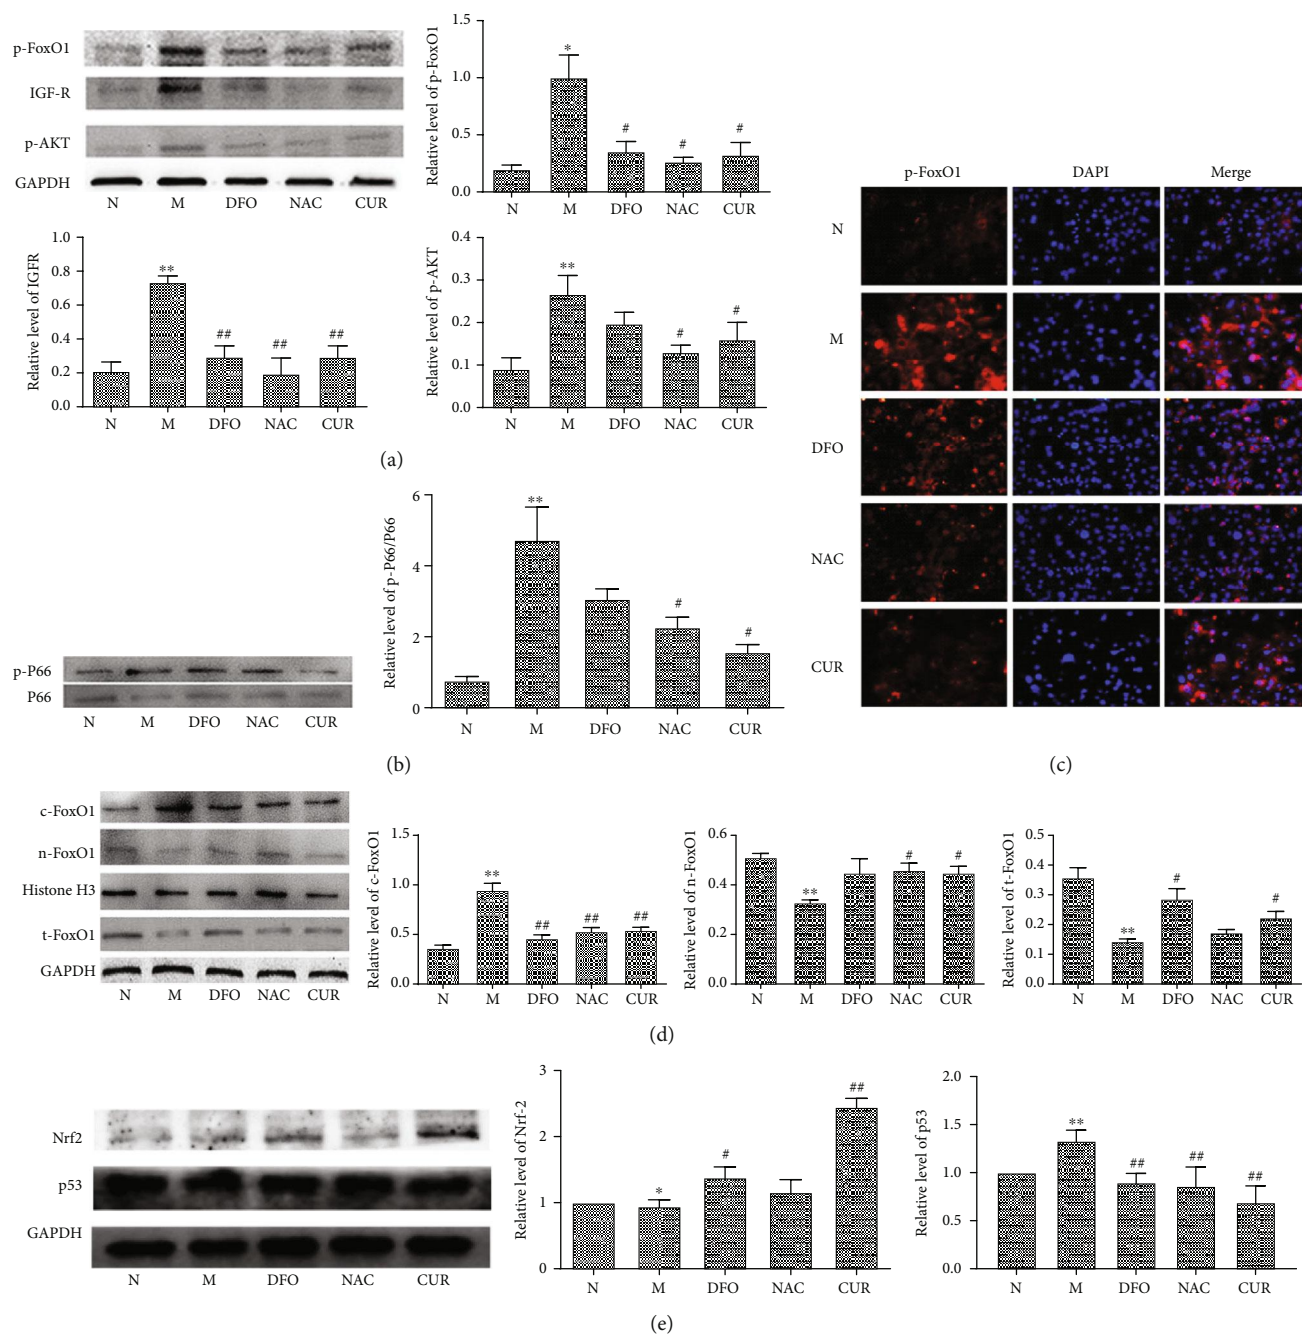 p-FoxO1
IGF-R
p-AKT
GAPDH
N M DFO NAC CUR
Relative level of p-FoxO1
1.5
1.0
0.5
0.0
*
#
#
#
N M DFO NAC CUR
Relative level of IGFR
1.0
0.8
0.6
0.4
0.2
0.0
**
##
##
##
N M DFO NAC CUR
Relative level of p-AKT
0.4
0.3
0.2
0.1
0.0
**
#
#
N M DFO NAC CUR
(a)
p-P66
P66
N M DFO NAC CUR
Relative level of p-P66/P66
6
4
2
0
**
#
#
N M DFO NAC CUR
(b)
p-FoxO1 DAPI Merge
N
M
DFO
NAC
CUR
(c)
c-FoxO1
n-FoxO1
Histone H3
t-FoxO1
GAPDH
N M DFO NAC CUR
Relative level of c-FoxO1
1.5
1.0
0.5
0.0
**
##
##
##
N M DFO NAC CUR
Relative level of n-FoxO1
0.6
0.4
0.2
0.0
**
#
#
N M DFO NAC CUR
Relative level of t-FoxO1
0.5
0.4
0.3
0.2
0.1
0.0
**
#
#
N M DFO NAC CUR
(d)
Nrf2
p53
GAPDH
N M DFO NAC CUR
Relative level of Nrf-2
3
2
1
0
*
#
##
N M DFO NAC CUR
Relative level of p53
2.0
1.5
1.0
0.5
0.0
**
##
##
##
N M DFO NAC CUR
(e)